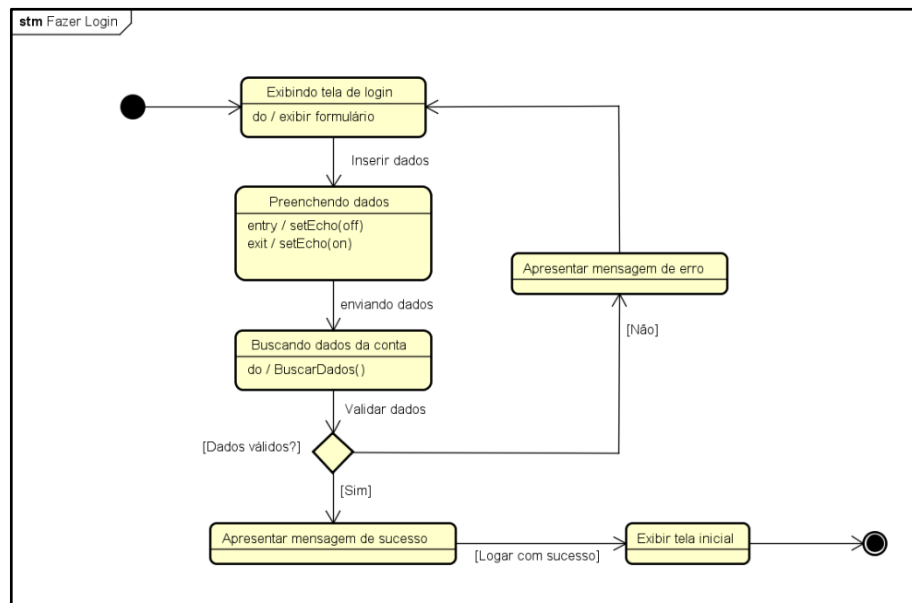 stm Fazer Login
Exibindo tela de login
do / exibir formulário
Inserir dados
Preenchendo dados
entry / setEcho(off)
exit / setEcho(on)
Apresentar mensagem de erro
enviando dados
[Não]
Buscando dados da conta
do / BuscarDados()
Validar dados
[Dados válidos?]
[Sim]
Apresentar mensagem de sucesso
[Logar com sucesso]
Exibir tela inicial